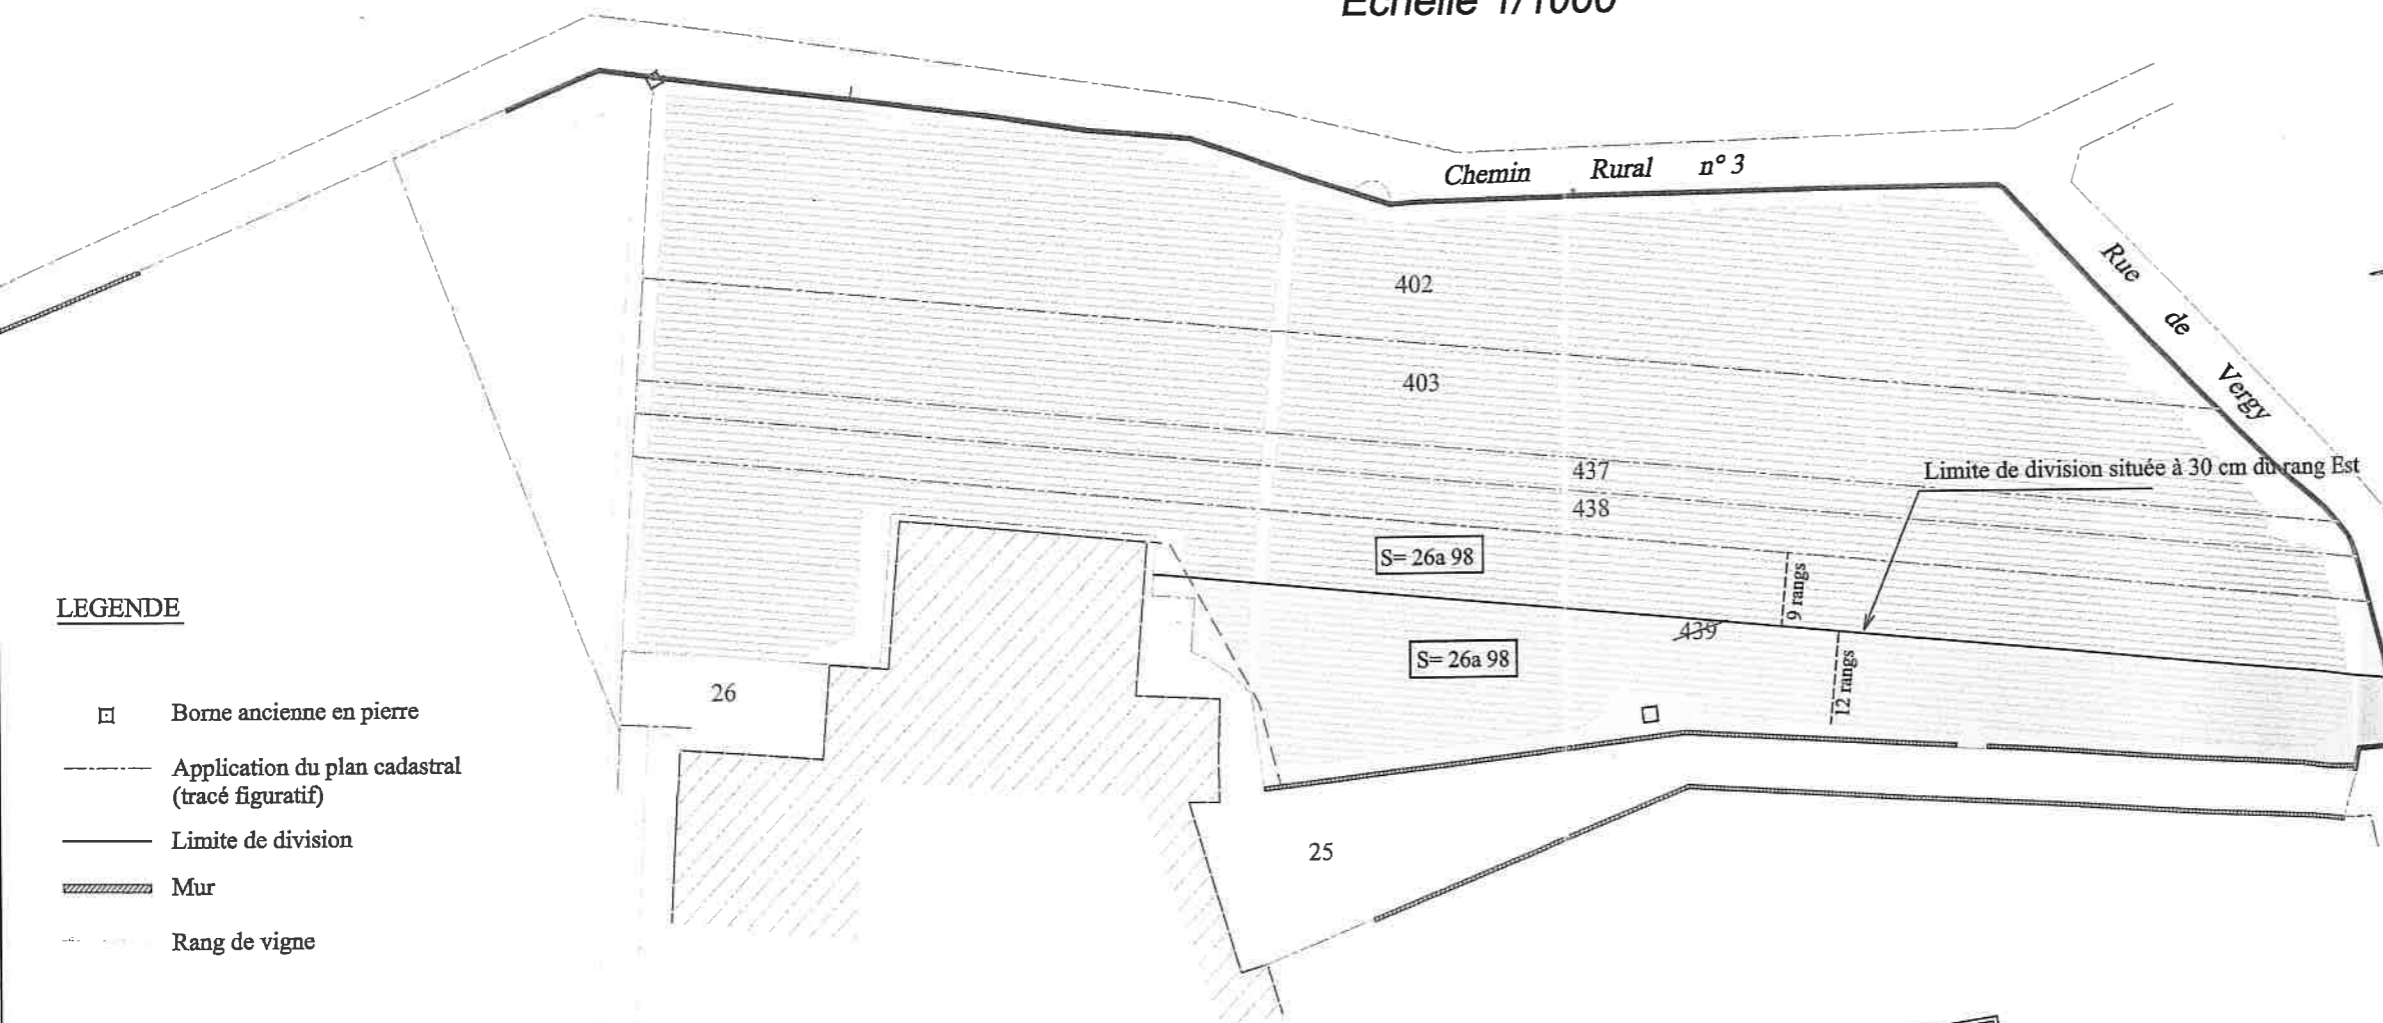 Echelle 1/1000
Chemin Rural n° 3
Rue de Vergy
402
403
437
Limite de division située à 30 cm du rang Est
438
S= 26a 98
9 rangs
439
S= 26a 98
12 rangs
26
25
LEGENDE
Borne ancienne en pierre
Application du plan cadastral
(tracé figuratif)
Limite de division
Mur
Rang de vigne